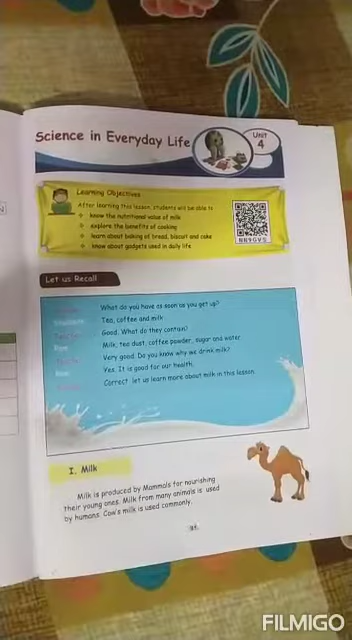 Science in Everyday Life
UNIT
4
Learning Objectives
After learning this lesson, students will be able to
know the nutritional value of milk
explore the benefits of cooking
learn about baking of bread, biscuit and cake
know about gadgets used in daily life
Let us Recall
What do you have as soon as you get up?
Tea, coffee and milk
Good. What do they contain?
Milk, tea dust, coffee powder, sugar and water
Very good. Do you know why we drink milk?
Yes. It is good for our health.
Correct let us learn more about milk in this lesson.
I. Milk
Milk is produced by Mammals for nourishing
their young ones. Milk from many animals is used
by humans. Cow's milk is used commonly.
FILMIGO